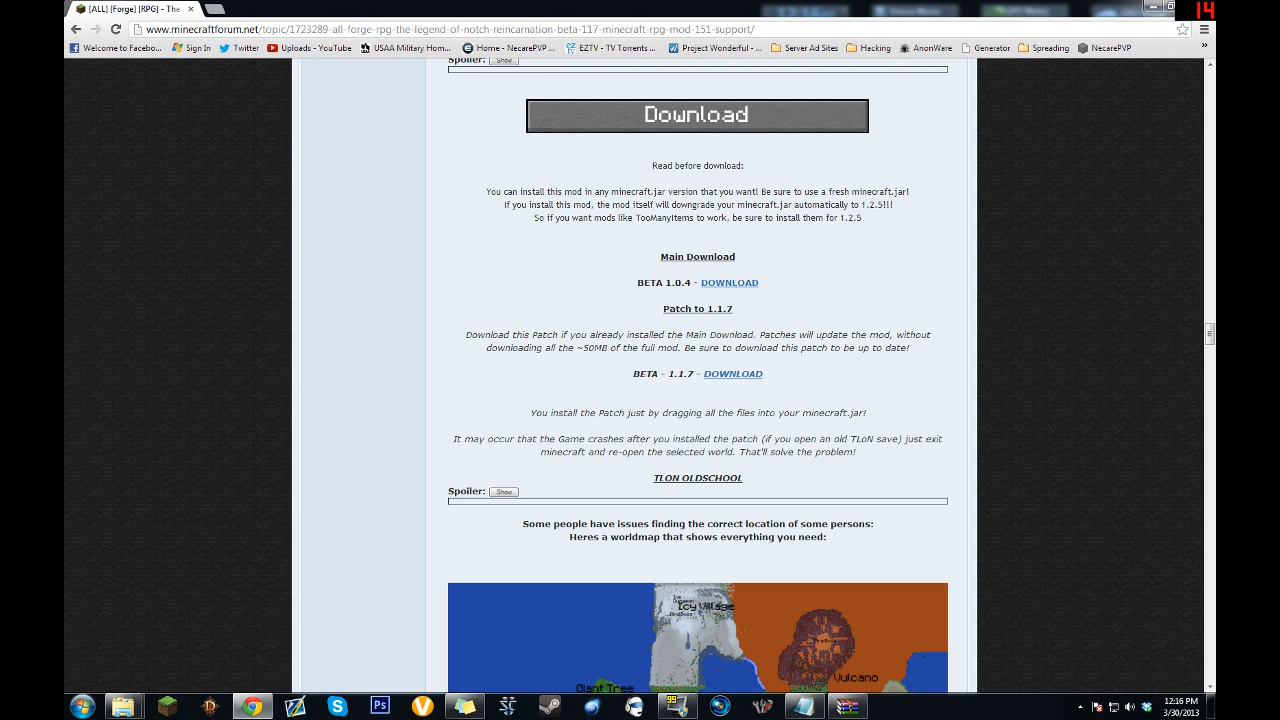 [ALL] [Forge] [RPG] - The
14
www.minecraftforum.net/topic/1723289-all-forge-rpg-the-legend-of-notch-incarnation-beta-117-minecraft-rpg-mod-151-support/
Welcome to Facebo... Sign In Twitter Uploads - YouTube USAA Military Hom... Home - NecarePVP ... EZTV - TV Torrents ... Project Wonderful - ... Server Ad Sites Hacking AnonWare Generator Spreading NecarePVP »
Spoiler: Show
Download
Read before download:
You can install this mod in any minecraft.jar version that you want! Be sure to use a fresh minecraft.jar!
If you install this mod, the mod itself will downgrade your minecraft.jar automatically to 1.2.5!!!
So if you want mods like TooManyItems to work, be sure to install them for 1.2.5
Main Download
BETA 1.0.4 - DOWNLOAD
Patch to 1.1.7
Download this Patch if you already installed the Main Download. Patches will update the mod, without
downloading all the ~50MB of the full mod. Be sure to download this patch to be up to date!
BETA - 1.1.7 - DOWNLOAD
You install the Patch just by dragging all the files into your minecraft.jar!
It may occur that the Game crashes after you installed the patch (if you open an old TLoN save) just exit
minecraft and re-open the selected world. That'll solve the problem!
TLON OLDSCHOOL
Spoiler: Show
Some people have issues finding the correct location of some persons:
Heres a worldmap that shows everything you need:
Icy Village
Giant Tree
Vulcano
12:16 PM
3/30/2013